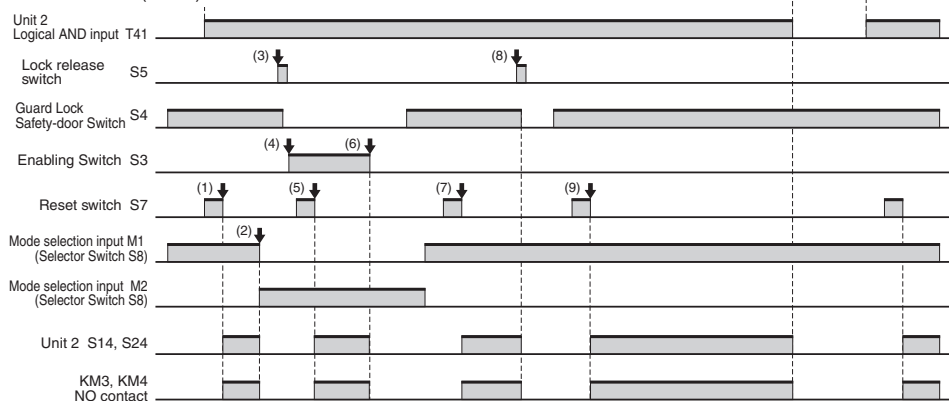 Unit 2
Logical AND input T41
Lock release
switch S5
(3)
(8)
Guard Lock
Safety-door Switch S4
Enabling Switch S3
(4)
(6)
Reset switch S7
(1)
(5)
(7)
(9)
Mode selection input M1
(Selector Switch S8)
(2)
Mode selection input M2
(Selector Switch S8)
Unit 2 S14, S24
KM3, KM4
NO contact